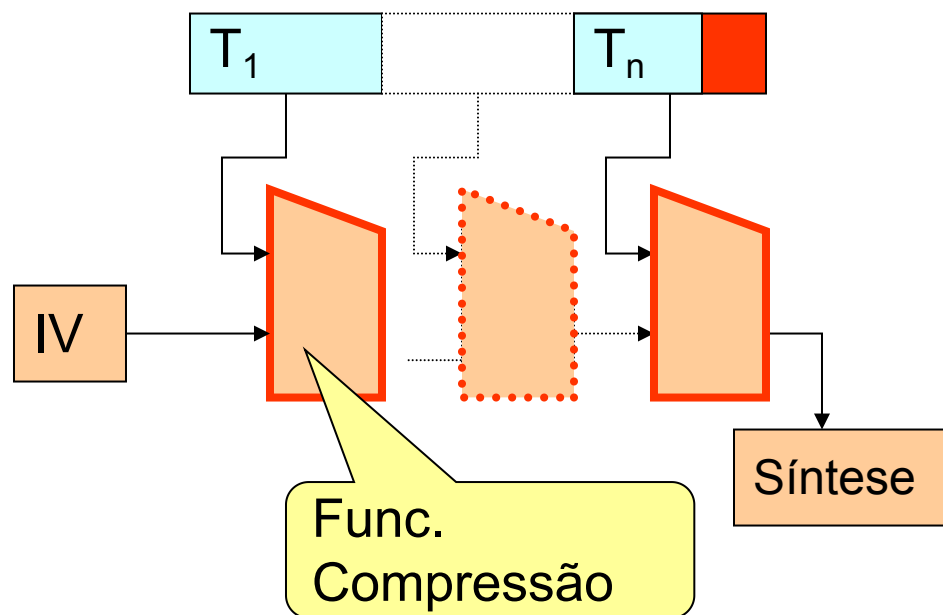 T₁
Tₙ
IV
Síntese
Func.
Compressão